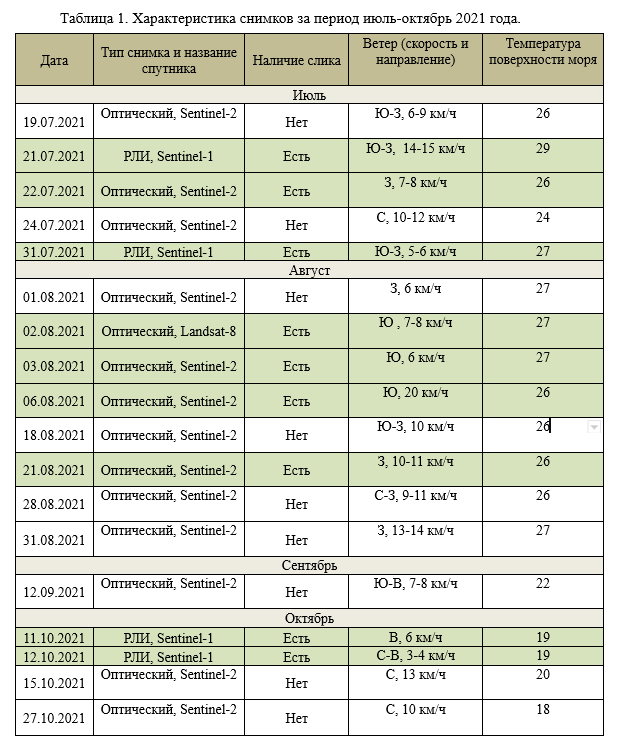 Таблица 1. Характеристика снимков за период июль-октябрь 2021 года.
Дата | Тип снимка и название спутника | Наличие слика | Ветер (скорость и направление) | Температура поверхности моря
Июль
19.07.2021 | Оптический, Sentinel-2 | Нет | Ю-З, 6-9 км/ч | 26
21.07.2021 | РЛИ, Sentinel-1 | Есть | Ю-З, 14-15 км/ч | 29
22.07.2021 | Оптический, Sentinel-2 | Есть | З, 7-8 км/ч | 26
24.07.2021 | Оптический, Sentinel-2 | Нет | С, 10-12 км/ч | 24
31.07.2021 | РЛИ, Sentinel-1 | Есть | Ю-З, 5-6 км/ч | 27
Август
01.08.2021 | Оптический, Sentinel-2 | Нет | З, 6 км/ч | 27
02.08.2021 | Оптический, Landsat-8 | Есть | Ю , 7-8 км/ч | 27
03.08.2021 | Оптический, Sentinel-2 | Есть | Ю, 6 км/ч | 27
06.08.2021 | Оптический, Sentinel-2 | Есть | Ю, 20 км/ч | 26
18.08.2021 | Оптический, Sentinel-2 | Нет | Ю-З, 10 км/ч | 26
21.08.2021 | Оптический, Sentinel-2 | Есть | З, 10-11 км/ч | 26
28.08.2021 | Оптический, Sentinel-2 | Нет | С-З, 9-11 км/ч | 26
31.08.2021 | Оптический, Sentinel-2 | Нет | З, 13-14 км/ч | 27
Сентябрь
12.09.2021 | Оптический, Sentinel-2 | Нет | Ю-В, 7-8 км/ч | 22
Октябрь
11.10.2021 | РЛИ, Sentinel-1 | Есть | В, 6 км/ч | 19
12.10.2021 | РЛИ, Sentinel-1 | Есть | С-В, 3-4 км/ч | 19
15.10.2021 | Оптический, Sentinel-2 | Нет | С, 13 км/ч | 20
27.10.2021 | Оптический, Sentinel-2 | Нет | С, 10 км/ч | 18